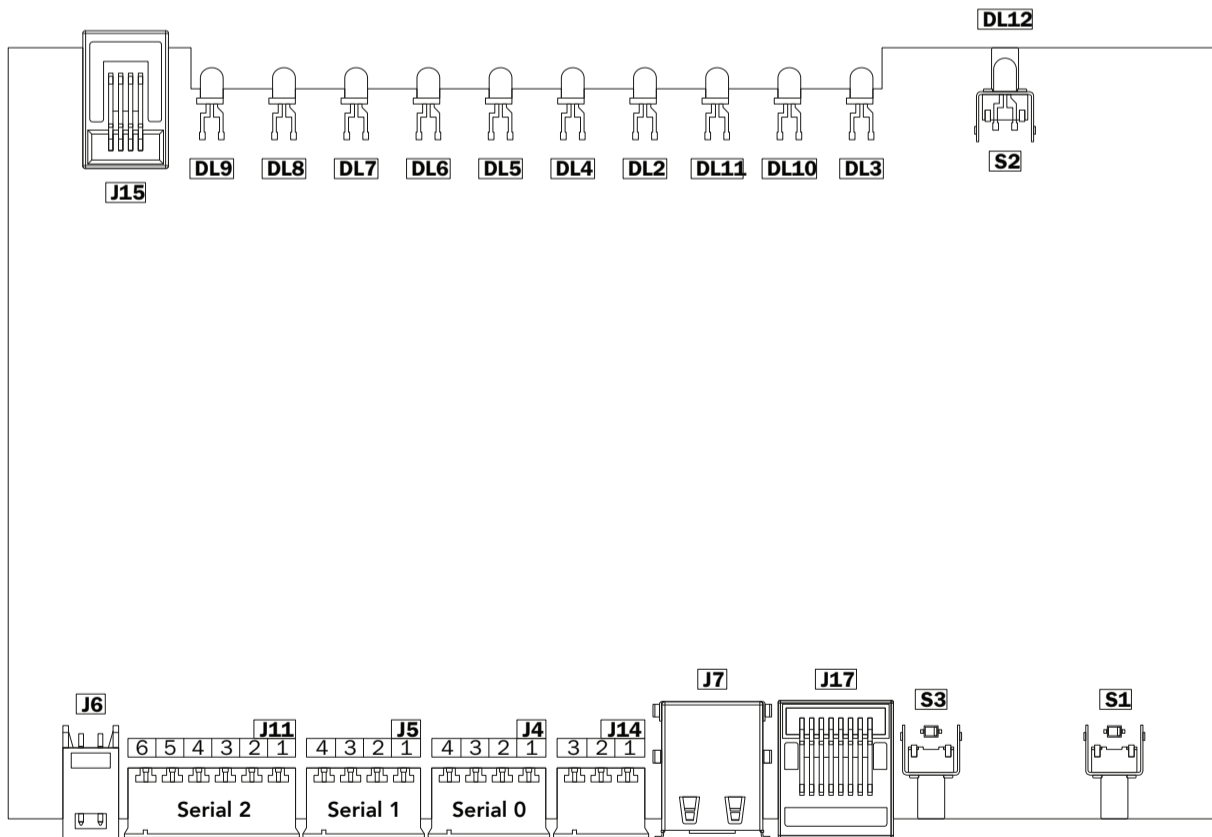 DL12
DL9 DL8 DL7 DL6 DL5 DL4 DL2 DL11 DL10 DL3 S2
J15
J6 J11 J5 J4 J14 J7 J17 S3 S1
6 5 4 3 2 1 4 3 2 1 4 3 2 1 3 2 1
Serial 2 Serial 1 Serial 0